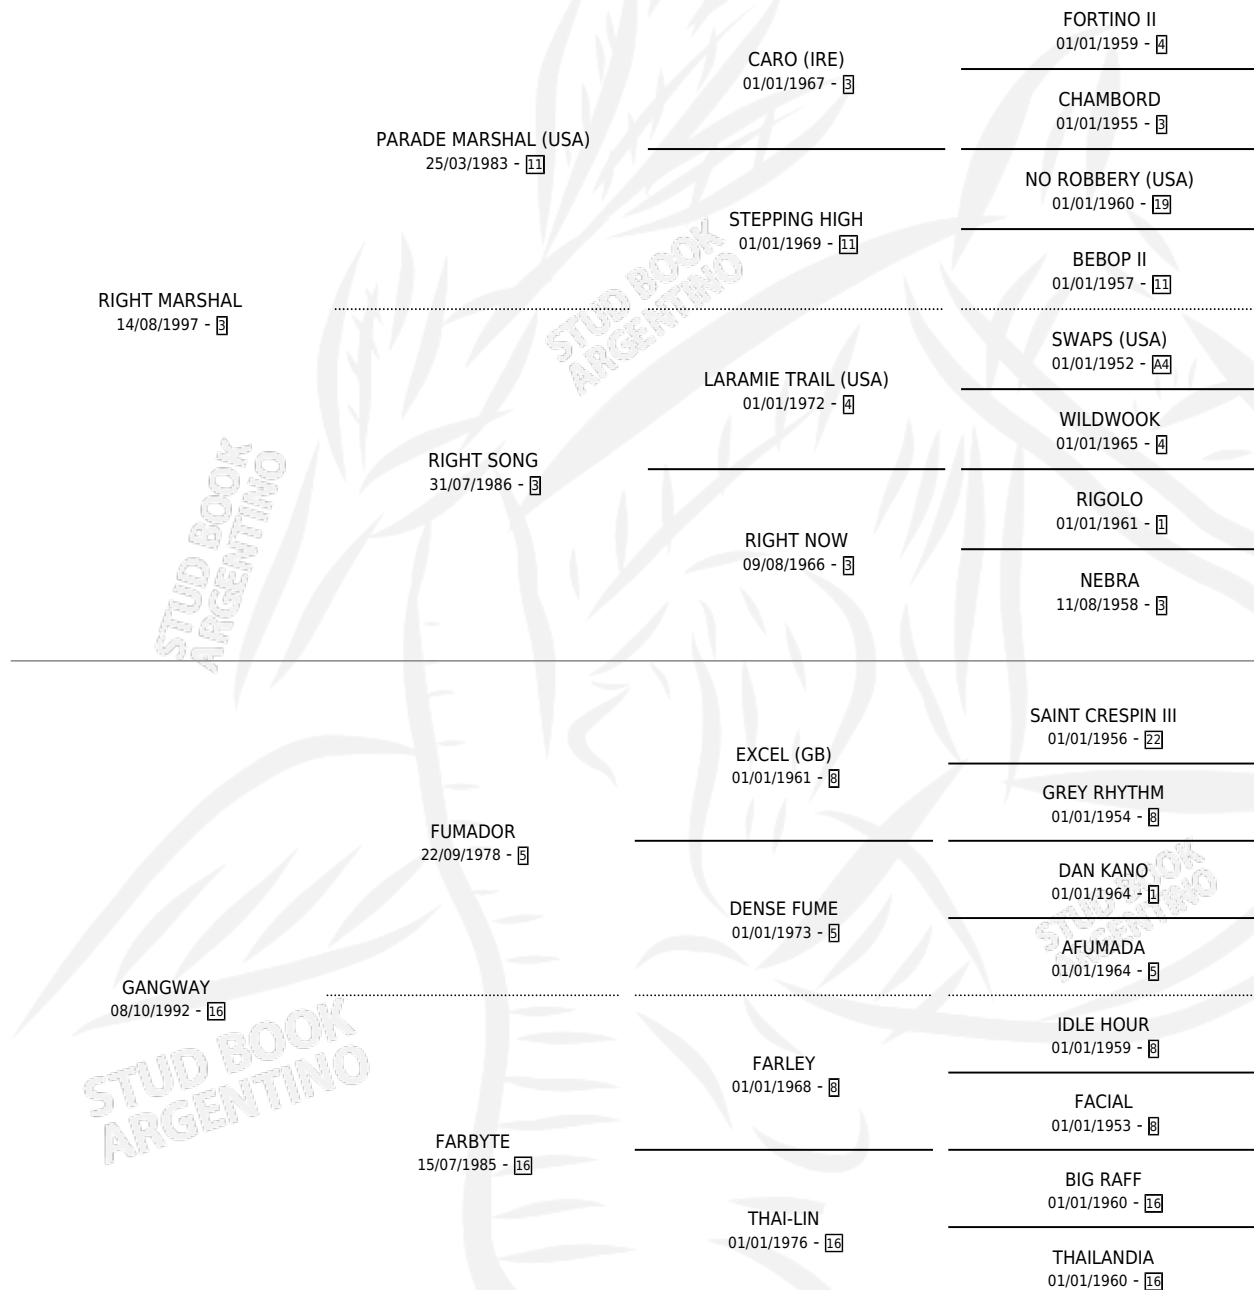 FORTINO II
01/01/1959 - 4
CARO (IRE)
01/01/1967 - 3
CHAMBORD
01/01/1955 - 3
PARADE MARSHAL (USA)
25/03/1983 - 11
NO ROBBERY (USA)
01/01/1960 - 19
STEPPING HIGH
01/01/1969 - 11
BEBOP II
01/01/1957 - 11
RIGHT MARSHAL
14/08/1997 - 3
SWAPS (USA)
01/01/1952 - A4
LARAMIE TRAIL (USA)
01/01/1972 - 4
WILDWOOK
01/01/1965 - 4
RIGHT SONG
31/07/1986 - 3
RIGOLO
01/01/1961 - 1
RIGHT NOW
09/08/1966 - 3
NEBRA
11/08/1958 - 3
SAINT CRESPIN III
01/01/1956 - 22
EXCEL (GB)
01/01/1961 - 8
GREY RHYTHM
01/01/1954 - 8
FUMADOR
22/09/1978 - 5
DAN KANO
01/01/1964 - 1
DENSE FUME
01/01/1973 - 5
AFUMADA
01/01/1964 - 5
GANGWAY
08/10/1992 - 16
IDLE HOUR
01/01/1959 - 8
FARLEY
01/01/1968 - 8
FACIAL
01/01/1953 - 8
FARBYTE
15/07/1985 - 16
BIG RAFF
01/01/1960 - 16
THAI-LIN
01/01/1976 - 16
THAILANDIA
01/01/1960 - 16
STUD BOOK
ARGENTINO
STUD BOOK
ARGENTINO
STUD BOOK
ARGENTINO
STUD BOOK
ARGENTINO